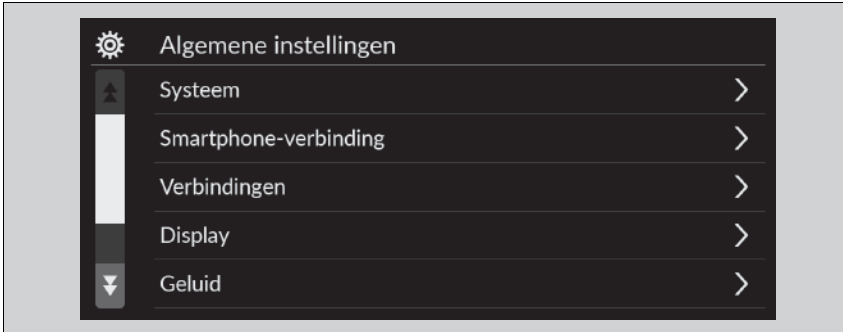 Algemene instellingen
Systeem
Smartphone-verbinding
Verbindingen
Display
Geluid